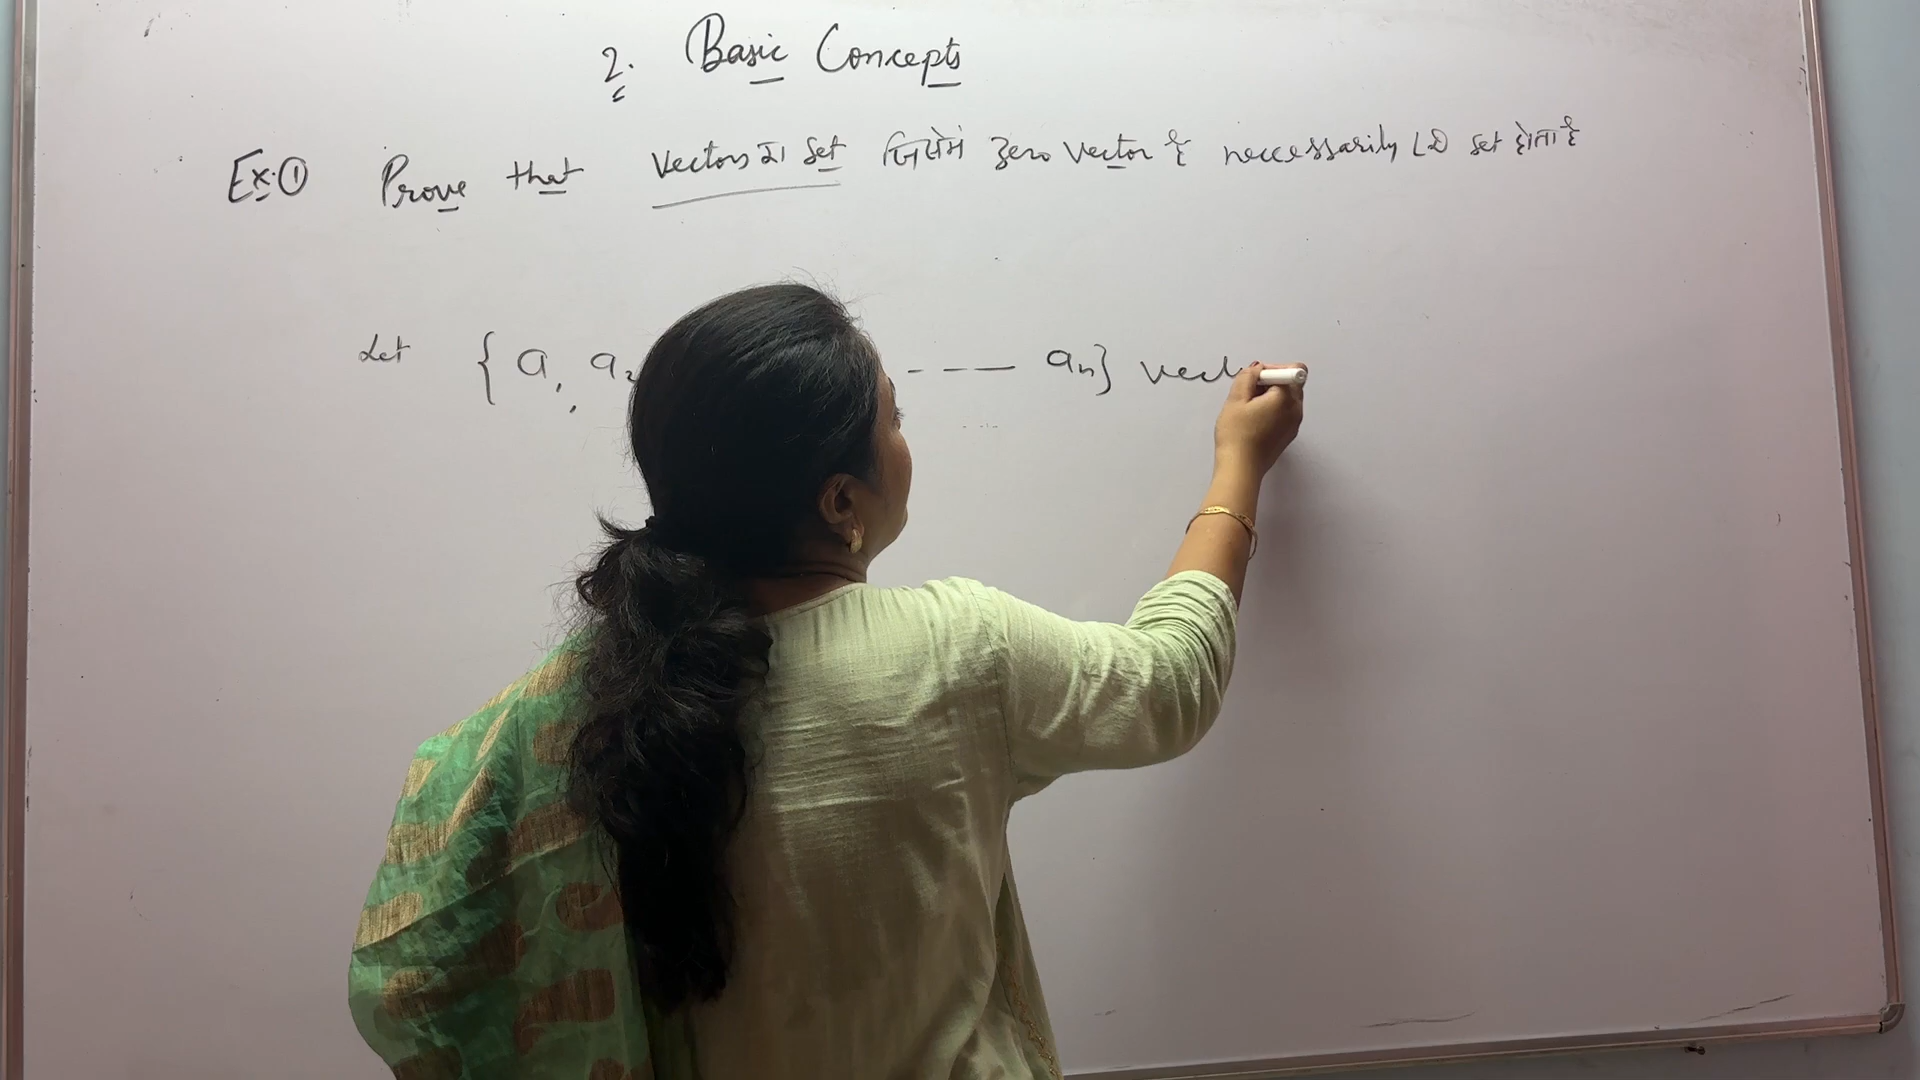 2. Basic Concepts
Ex.① Prove that Vectors का set जिसमें zero vector है necessarily LD set होता है
Let { a₁, a₂ - -— — aₙ} vect